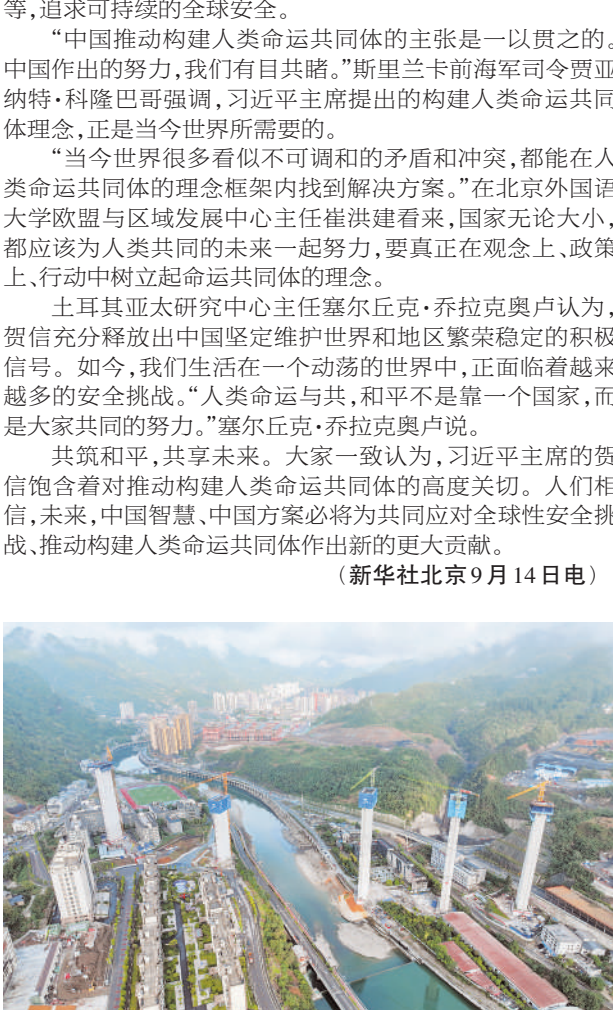 等,追求可持续的全球安全。
“中国推动构建人类命运共同体的主张是一以贯之的。
中国作出的努力,我们有目共睹。”斯里兰卡前海军司令贾亚
纳特·科隆巴哥强调,习近平主席提出的构建人类命运共同
体理念,正是当今世界所需要的。
“当今世界很多看似不可调和的矛盾和冲突,都能在人
类命运共同体的理念框架内找到解决方案。”在北京外国语
大学欧盟与区域发展中心主任崔洪建看来,国家无论大小,
都应该为人类共同的未来一起努力,要真正在观念上、政策
上、行动中树立起命运共同体的理念。
土耳其亚太研究中心主任塞尔丘克·乔拉克奥卢认为,
贺信充分释放出中国坚定维护世界和地区繁荣稳定的积极
信号。如今,我们生活在一个动荡的世界中,正面临着越来
越多的安全挑战。“人类命运与共,和平不是靠一个国家,而
是大家共同的努力。”塞尔丘克·乔拉克奥卢说。
共筑和平,共享未来。大家一致认为,习近平主席的贺
信饱含着对推动构建人类命运共同体的高度关切。人们相
信,未来,中国智慧、中国方案必将为共同应对全球性安全挑
战、推动构建人类命运共同体作出新的更大贡献。
(新华社北京9月14日电)